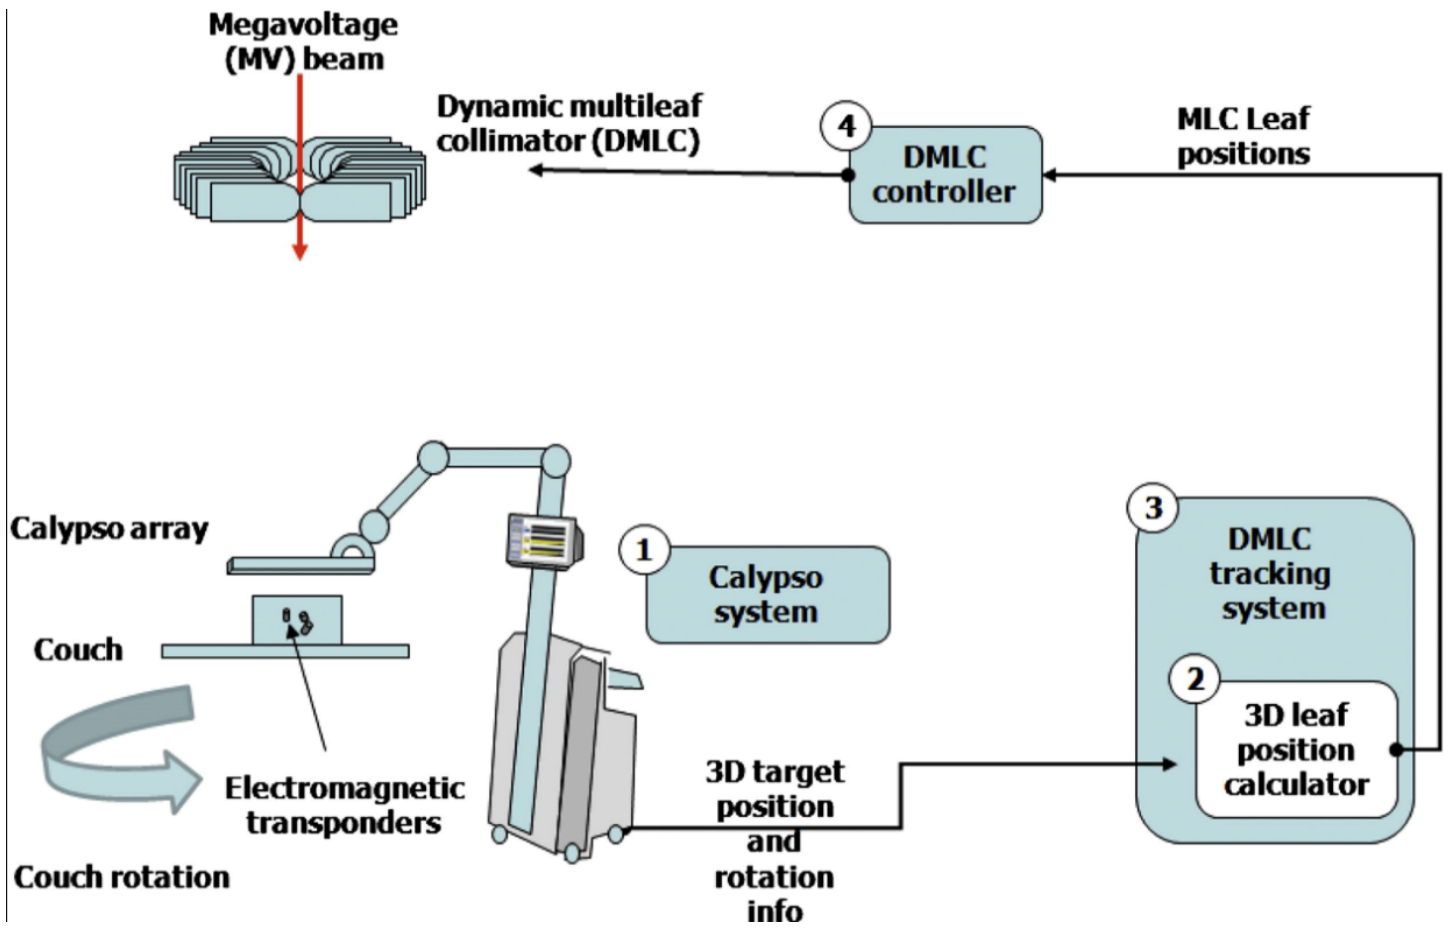 Megavoltage
(MV) beam
Dynamic multileaf
collimator (DMLC)
4
DMLC
controller
MLC Leaf
positions
Calypso array
1
Calypso
system
3
DMLC
tracking
system
Couch
2
3D leaf
position
calculator
Electromagnetic
transponders
3D target
position
and
rotation
info
Couch rotation